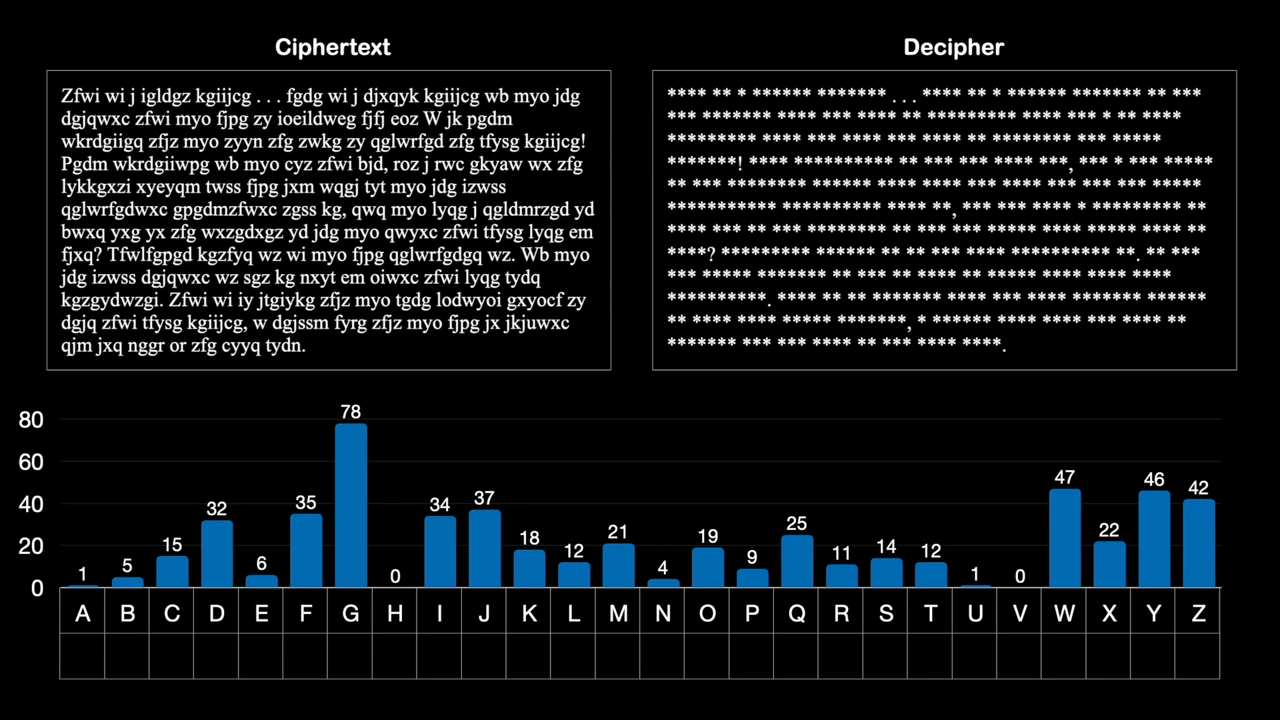 Ciphertext
Decipher
Zfwi wi j igldgz kgiijcg . . . fgdg wi j djxqyk kgiijcg wb myo jdg
dgjqwxc zfwi myo fjpg zy ioeildweg fjfj eoz W jk pgdm
wkrdgiigq zfjz myo zyyn zfg zwkg zy qglwrfgd zfg tfysg kgiijcg!
Pgdm wkrdgiiwpg wb myo cyz zfwi bjd, roz j rwc gkyaw wx zfg
lykkgxzi xyeyqm twss fjpg jxm wqgj tyt myo jdg izwss
qglwrfgdwxc gpgdmzfwxc zgss kg, qwq myo lyqg j qgldmrzgd yd
bwxq yxg yx zfg wxzgdxgz yd jdg myo qwyxc zfwi tfysg lyqg em
fjxq? Tfwlfgpgd kgzfyq wz wi myo fjpg qglwrfgdgq wz. Wb myo
jdg izwss dgjqwxc wz sgz kg nxyt em oiwxc zfwi lyqg tydq
kgzgydwzgi. Zfwi wi iy jtgiykg zfjz myo tgdg lodwyoi gxyocf zy
dgjq zfwi tfysg kgiijcg, w dgjssm fyrg zfjz myo fjpg jx jkjuwxc
qjm jxq nggr or zfg cyyq tydn.
**** ** * ****** ******* . . . **** ** * ****** ******* ** ***
*** ******* **** *** **** ** ********* **** *** * ** ****
********* **** *** **** *** **** ** ******** *** *****
*******! **** ********** ** *** *** **** ***, *** * *** *****
** *** ******** ****** **** **** *** **** *** *** *** *****
*********** ********** **** **, *** *** **** * ********* **
**** *** ** *** ******** ** *** *** ***** **** ***** **** **
****? ********* ****** ** ** *** **** **********  **. ** ***
*** ***** ******* ** *** ** **** ** ***** **** **** ****
**********. **** ** ** ******* **** *** **** ******* ****** 
** **** **** ***** *******, * ****** **** **** *** **** **
******* *** *** **** ** *** **** ****.
80
60
40
20
0
1 5 15 32 6 35 78 0 34 37 18 12 21 4 19 9 25 11 14 12 1 0 47 22 46 42
A B C D E F G H I J K L M N O P Q R S T U V W X Y Z